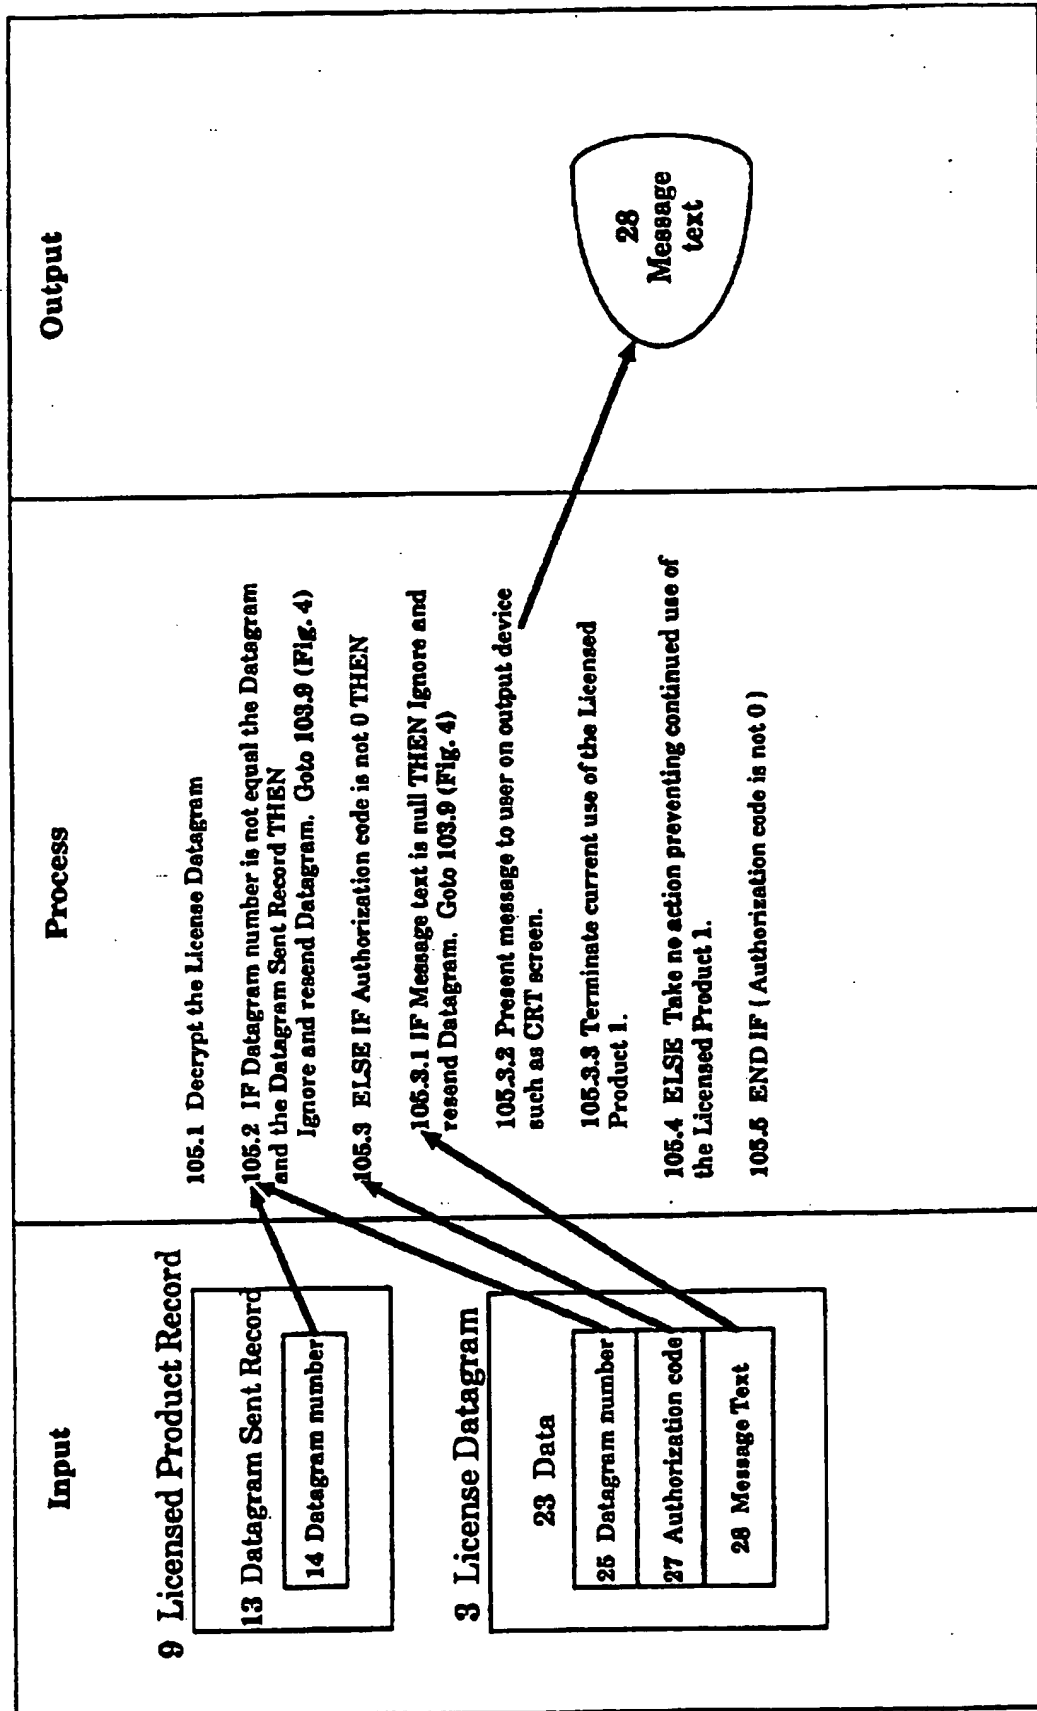 Input
Process
Output
9 Licensed Product Record
13 Datagram Sent Record
14 Datagram number
3 License Datagram
23 Data
25 Datagram number
27 Authorization code
28 Message Text
105.1 Decrypt the License Datagram
105.2 IF Datagram number is not equal the Datagram
and the Datagram Sent Record THEN
Ignore and resend Datagram. Goto 103.9 (Fig. 4)
105.3 ELSE IF Authorization code is not 0 THEN
105.3.1 IF Message text is null THEN Ignore and
resend Datagram. Goto 103.9 (Fig. 4)
105.3.2 Present message to user on output device
such as CRT screen.
105.3.3 Terminate current use of the Licensed
Product 1.
105.4 ELSE Take no action preventing continued use of
the Licensed Product 1.
105.5 END IF ( Authorization code is not 0 )
28
Message
text